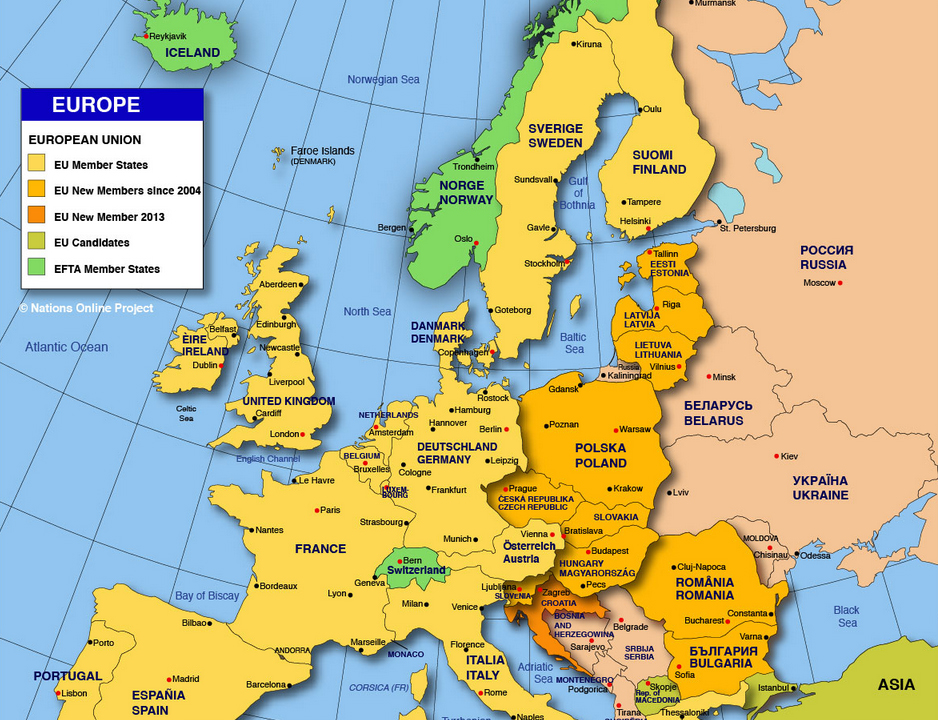 Murmansk
Reykjavik
ICELAND
Kiruna
Norwegian Sea
EUROPE
EUROPEAN UNION
EU Member States
EU New Members since 2004
EU New Member 2013
EU Candidates
EFTA Member States
© Nations Online Project
Faroe Islands
(DENMARK)
Oulu
SVERIGE
SWEDEN
SUOMI
FINLAND
Trondheim
NORGE
NORWAY
Sundsvall
Gulf
of
Bothnia
Tampere
Helsinki
Bergen
Oslo
Gavle
St. Petersburg
Stockholm
Tallinn
EESTI
ESTONIA
РОССИЯ
RUSSIA
Moscow
Aberdeen
North Sea
Goteborg
Riga
LATVIJA
LATVIA
Edinburgh
Belfast
ÈIRE
IRELAND
Dublin
Newcastle
Atlantic Ocean
DANMARK
DENMARK
Copenhagen
Baltic
Sea
LIETUVA
LITHUANIA
Vilnius
Russia
Kaliningrad
Minsk
Liverpool
UNITED KINGDOM
Celtic
Sea
Cardiff
London
English Channel
NETHERLANDS
Amsterdam
Rostock
Hamburg
Hannover
Berlin
Gdansk
Poznan
Warsaw
БЕЛАРУСЬ
BELARUS
POLSKA
POLAND
DEUTSCHLAND
GERMANY
Leipzig
BELGIUM
Bruxelles
Cologne
Kiev
Le Havre
LUXEM-
BOURG
Frankfurt
Prague
ČESKÁ REPUBLIKA
CZECH REPUBLIC
Krakow
Lviv
УКРАЇНА
UKRAINE
Paris
Strasbourg
SLOVAKIA
Nantes
Munich
Vienna
Bratislava
Österreich
Austria
FRANCE
Budapest
HUNGARY
MAGYARORSZÁG
MOLDOVA
Chisinau
Odessa
Bern
Switzerland
Geneva
Cluj-Napoca
ROMÂNIA
ROMANIA
Bordeaux
Lyon
Milan
Venice
Ljubljana
SLOVENIA
Zagreb
CROATIA
Pecs
Bay of Biscay
Bilbao
BOSNIA
AND
HERZEGOWINA
Sarajevo
Belgrade
Bucharest
Constanta
Black
Sea
Porto
Marseille
ANDORRA
MONACO
Florence
SRBIJA
SERBIA
Varna
БЪЛГАРИЯ
BULGARIA
Sofia
PORTUGAL
Lisbon
Madrid
ESPAÑIA
SPAIN
Barcelona
CORSICA (FR)
ITALIA
ITALY
Rome
Adriatic
Sea
MONTENEGRO
Podgorica
Skopje
Rep. of
MACEDONIA
Istanbul
ASIA
Naples
Tirana
Thessaloniki